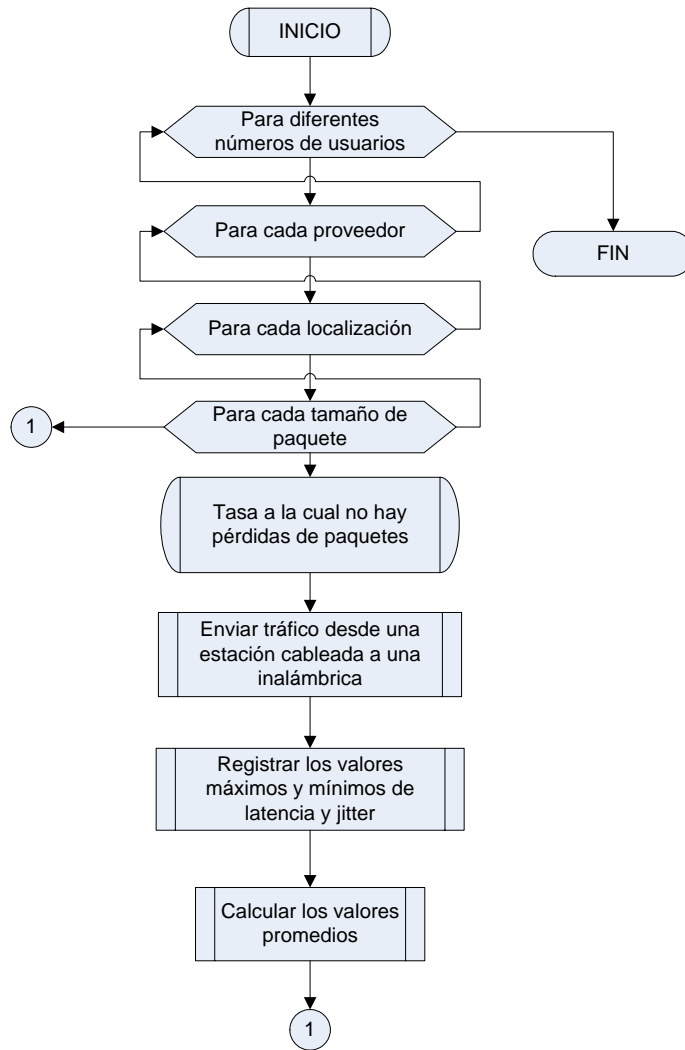 INICIO
Para diferentes
números de usuarios
Para cada proveedor
FIN
Para cada localización
Para cada tamaño de
paquete
1
Tasa a la cual no hay
pérdidas de paquetes
Enviar tráfico desde una
estación cableada a una
inalámbrica
Registrar los valores
máximos y mínimos de
latencia y jitter
Calcular los valores
promedios
1